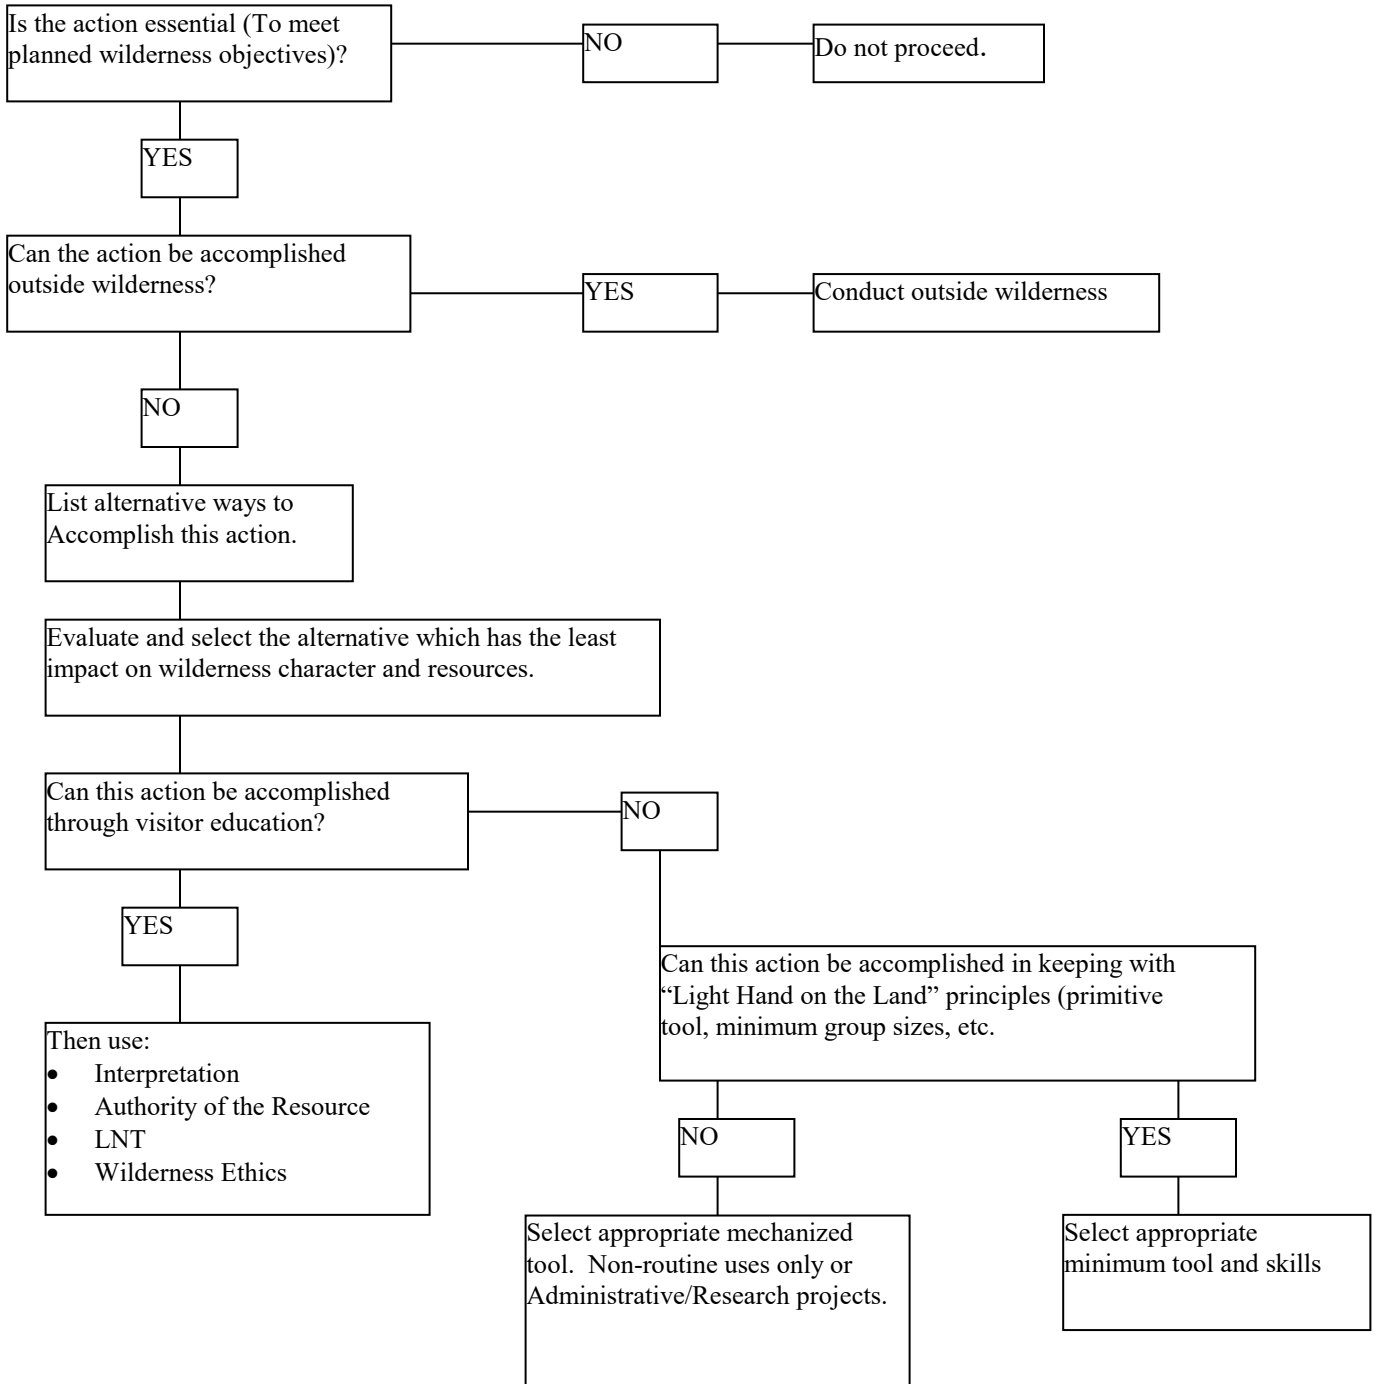 Is the action essential (To meet
planned wilderness objectives)?
NO
Do not proceed.
YES
Can the action be accomplished
outside wilderness?
YES
Conduct outside wilderness
NO
List alternative ways to
Accomplish this action.
Evaluate and select the alternative which has the least
impact on wilderness character and resources.
Can this action be accomplished
through visitor education?
NO
YES
Can this action be accomplished in keeping with
“Light Hand on the Land” principles (primitive
tool, minimum group sizes, etc.
Then use:
• Interpretation
• Authority of the Resource
• LNT
• Wilderness Ethics
NO
YES
Select appropriate mechanized
tool.  Non-routine uses only or
Administrative/Research projects.
Select appropriate
minimum tool and skills